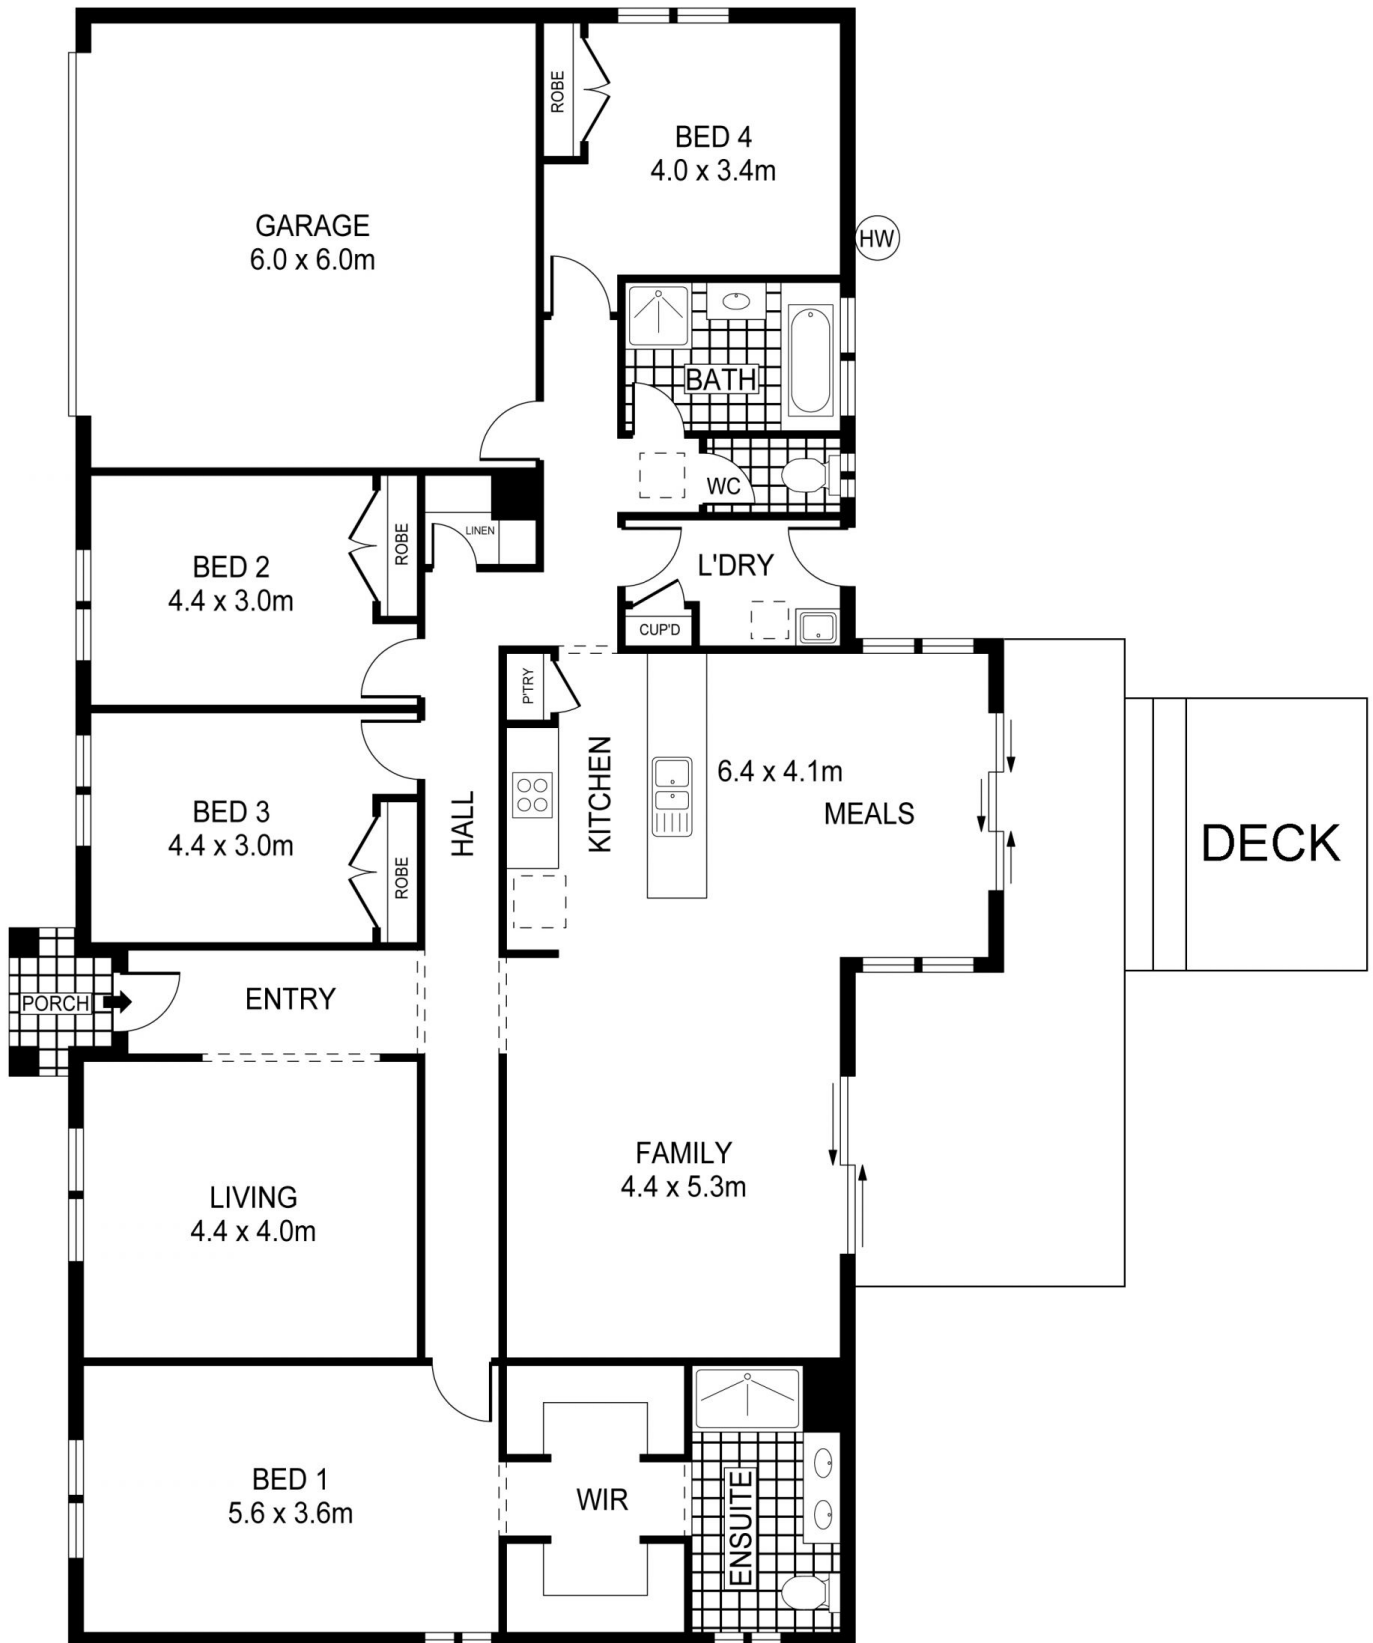 ROBE
BED 4
4.0 x 3.4m
GARAGE
6.0 x 6.0m
HW
BATH
WC
LINEN
ROBE
BED 2
4.4 x 3.0m
L'DRY
CUP'D
P'TRY
KITCHEN
6.4 x 4.1m
MEALS
HALL
BED 3
4.4 x 3.0m
ROBE
DECK
PORCH
ENTRY
FAMILY
4.4 x 5.3m
LIVING
4.4 x 4.0m
BED 1
5.6 x 3.6m
WIR
ENSUITE